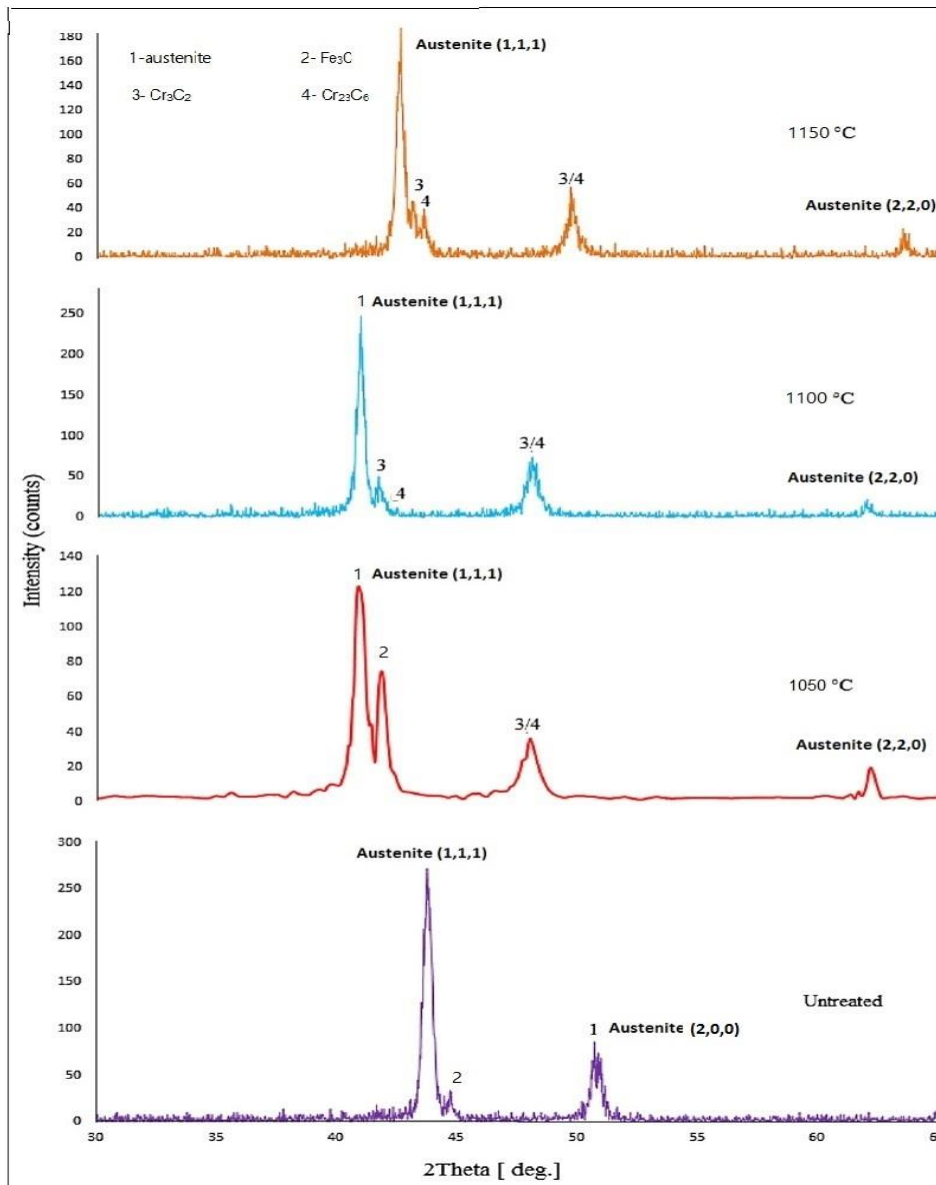 180
160
140
120
100
80
60
40
20
0
Austenite (1,1,1)
1-austenite
2- Fe₃C
3- Cr₃C₂
4- Cr₂₃C₆
1150 °C
3
4
3/4
Austenite (2,2,0)
250
200
150
100
50
0
1 Austenite (1,1,1)
1100 °C
3
4
3/4
Austenite (2,2,0)
Intensity (counts)
140
120
100
80
60
40
20
0
1 Austenite (1,1,1)
2
1050 °C
3/4
Austenite (2,2,0)
300
250
200
150
100
50
0
Austenite (1,1,1)
Untreated
2
1 Austenite (2,0,0)
30 35 40 45 50 55 60
2Theta [ deg.]